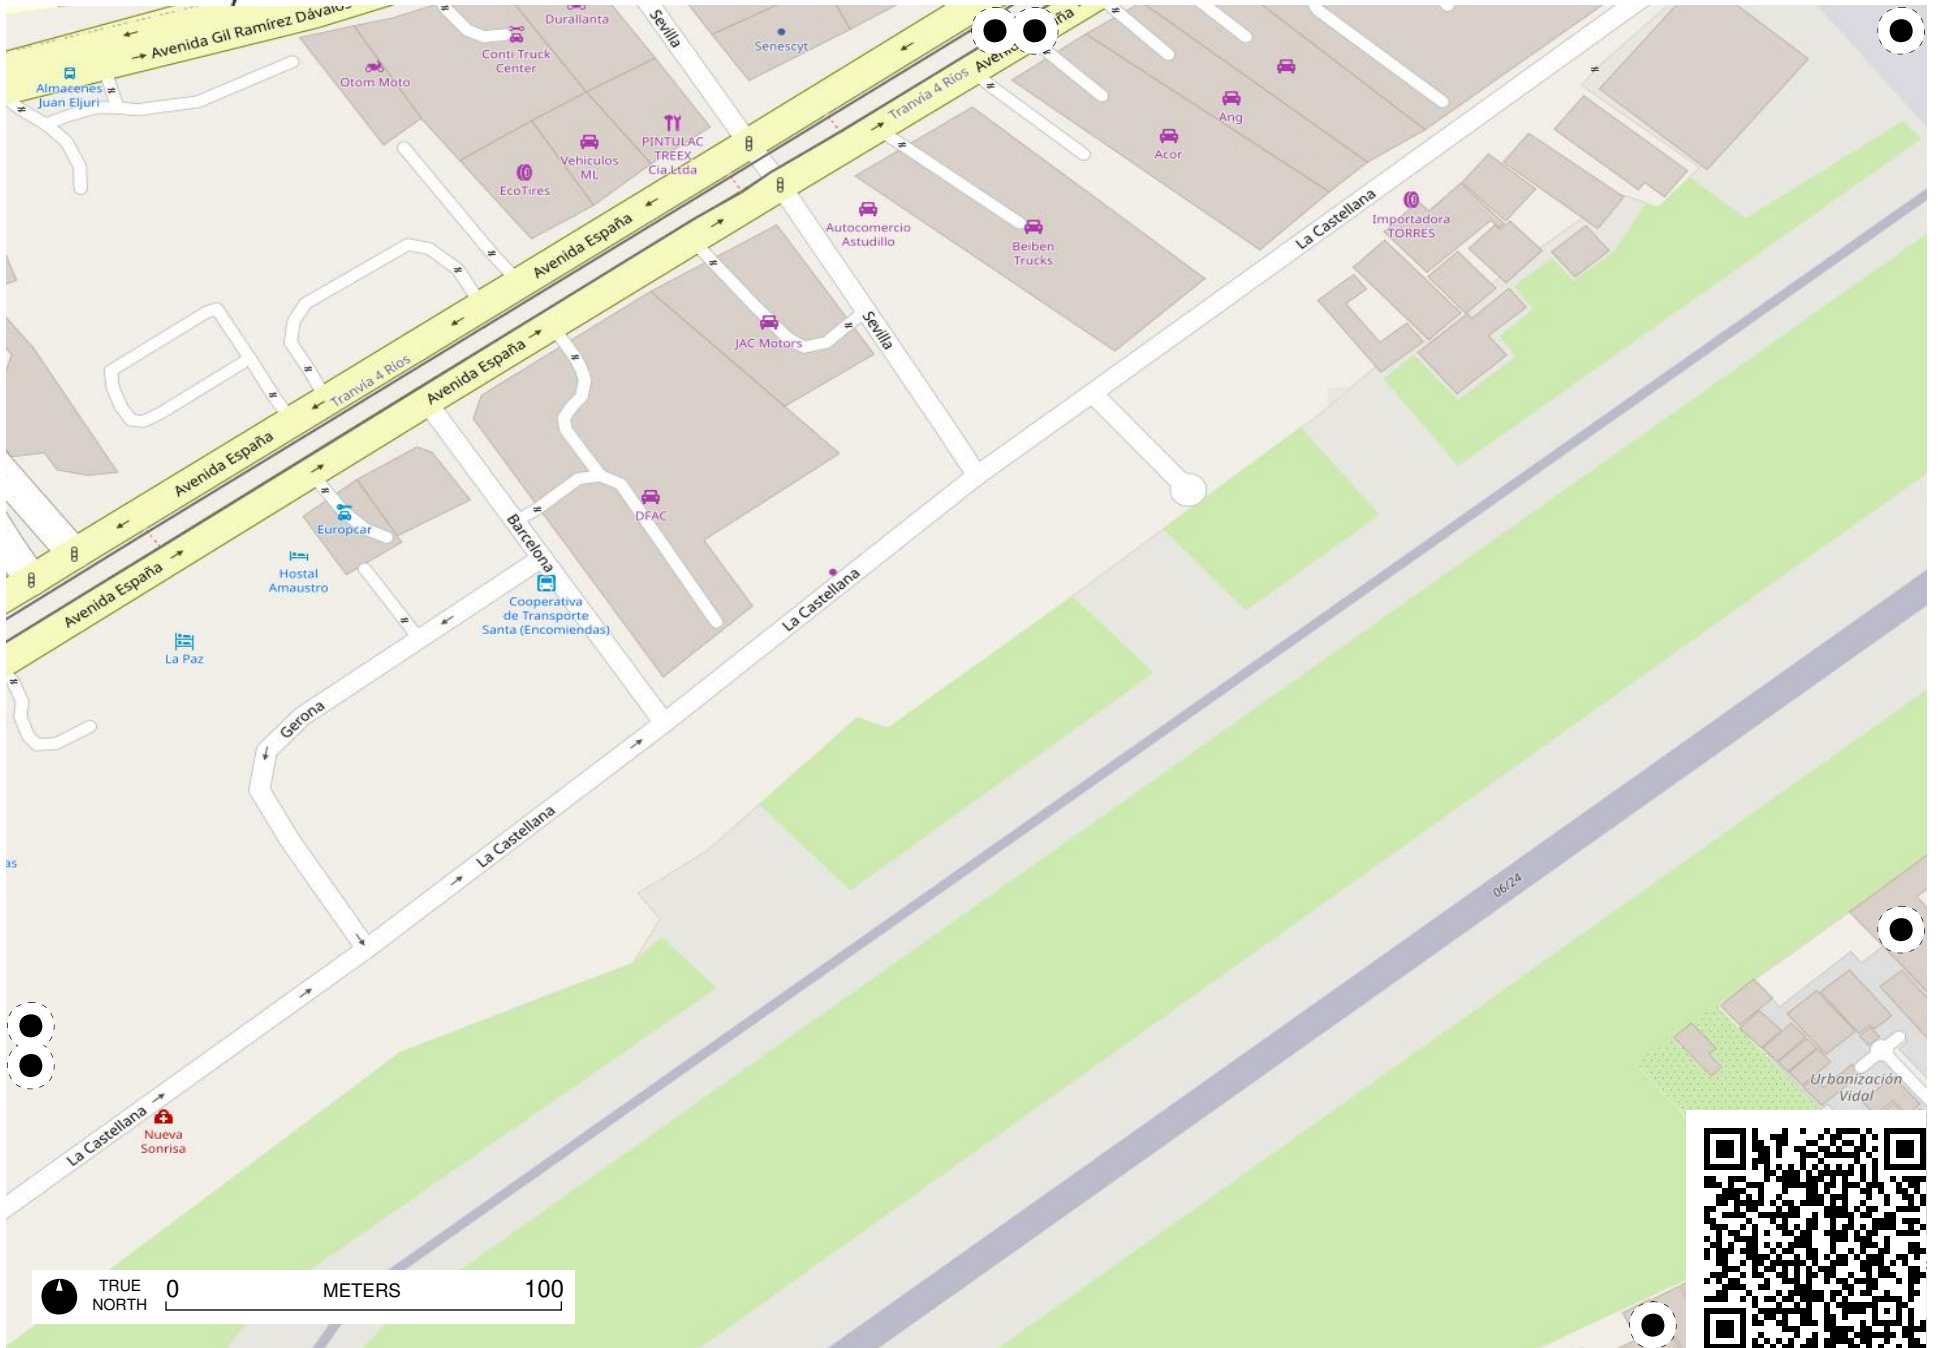 Avenida Gil Ramírez Dávalos
Almacenes
Juan Eljuri
Otom Moto
Conti Truck
Center
Durallanta
Sevilla
Senescyt
EcoTires
Vehiculos
ML
PINTULAC
TREEX
Cia.Ltda
Tranvía 4 Ríos
Ang
Acor
Autocomercio
Astudillo
Beiben
Trucks
La Castellana
Importadora
TORRES
Avenida España
JAC Motors
Sevilla
Tranvía 4 Ríos
Avenida España
Avenida España
Avenida España
Europcar
Hostal
Amaustro
La Paz
Barcelona
DFAC
Cooperativa
de Transporte
Santa (Encomiendas)
La Castellana
Gerona
La Castellana
as
06/24
La Castellana
Nueva
Sonrisa
Urbanización
Vidal
TRUE
NORTH
0 METERS 100